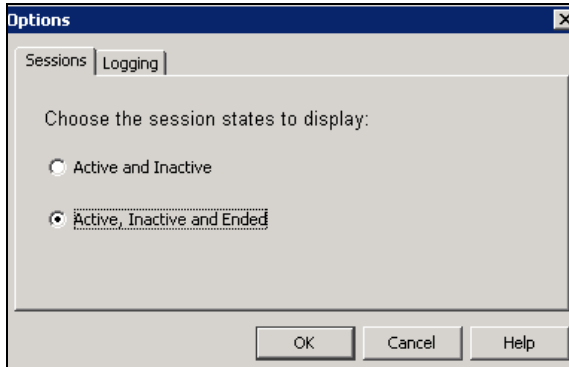 Options
Sessions Logging
Choose the session states to display:
Active and Inactive
Active, Inactive and Ended
OK Cancel Help